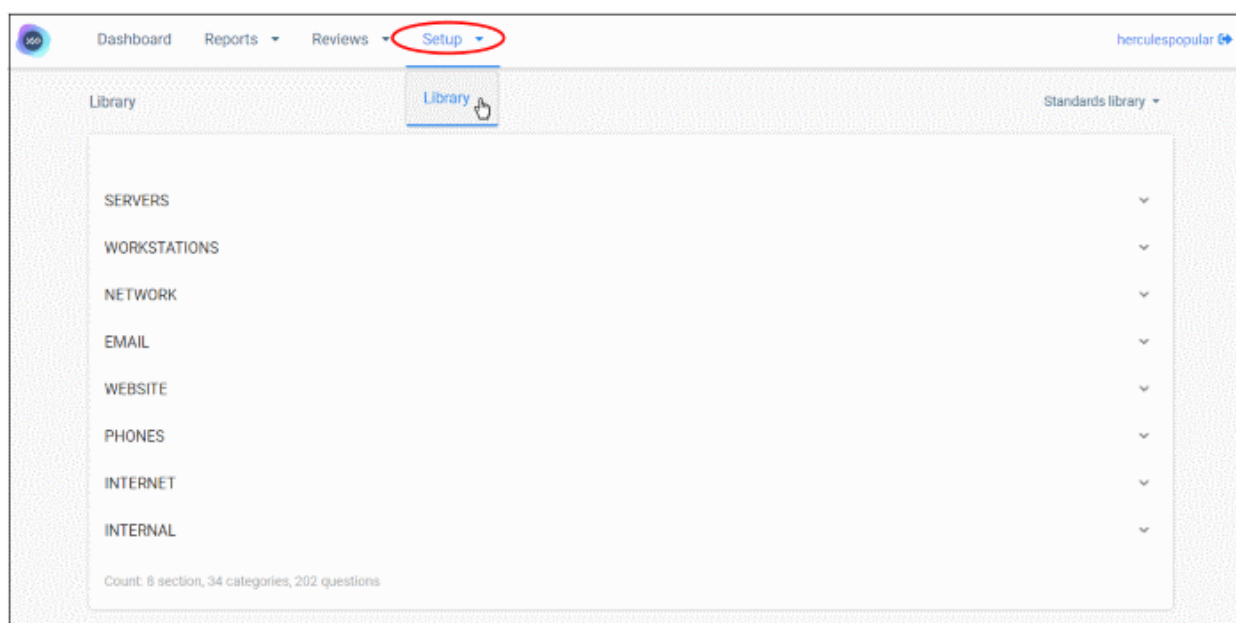 360
Dashboard Reports Reviews Setup herculespopular
Library Library Standards library
SERVERS
WORKSTATIONS
NETWORK
EMAIL
WEBSITE
PHONES
INTERNET
INTERNAL
Count: 8 section, 34 categories, 202 questions